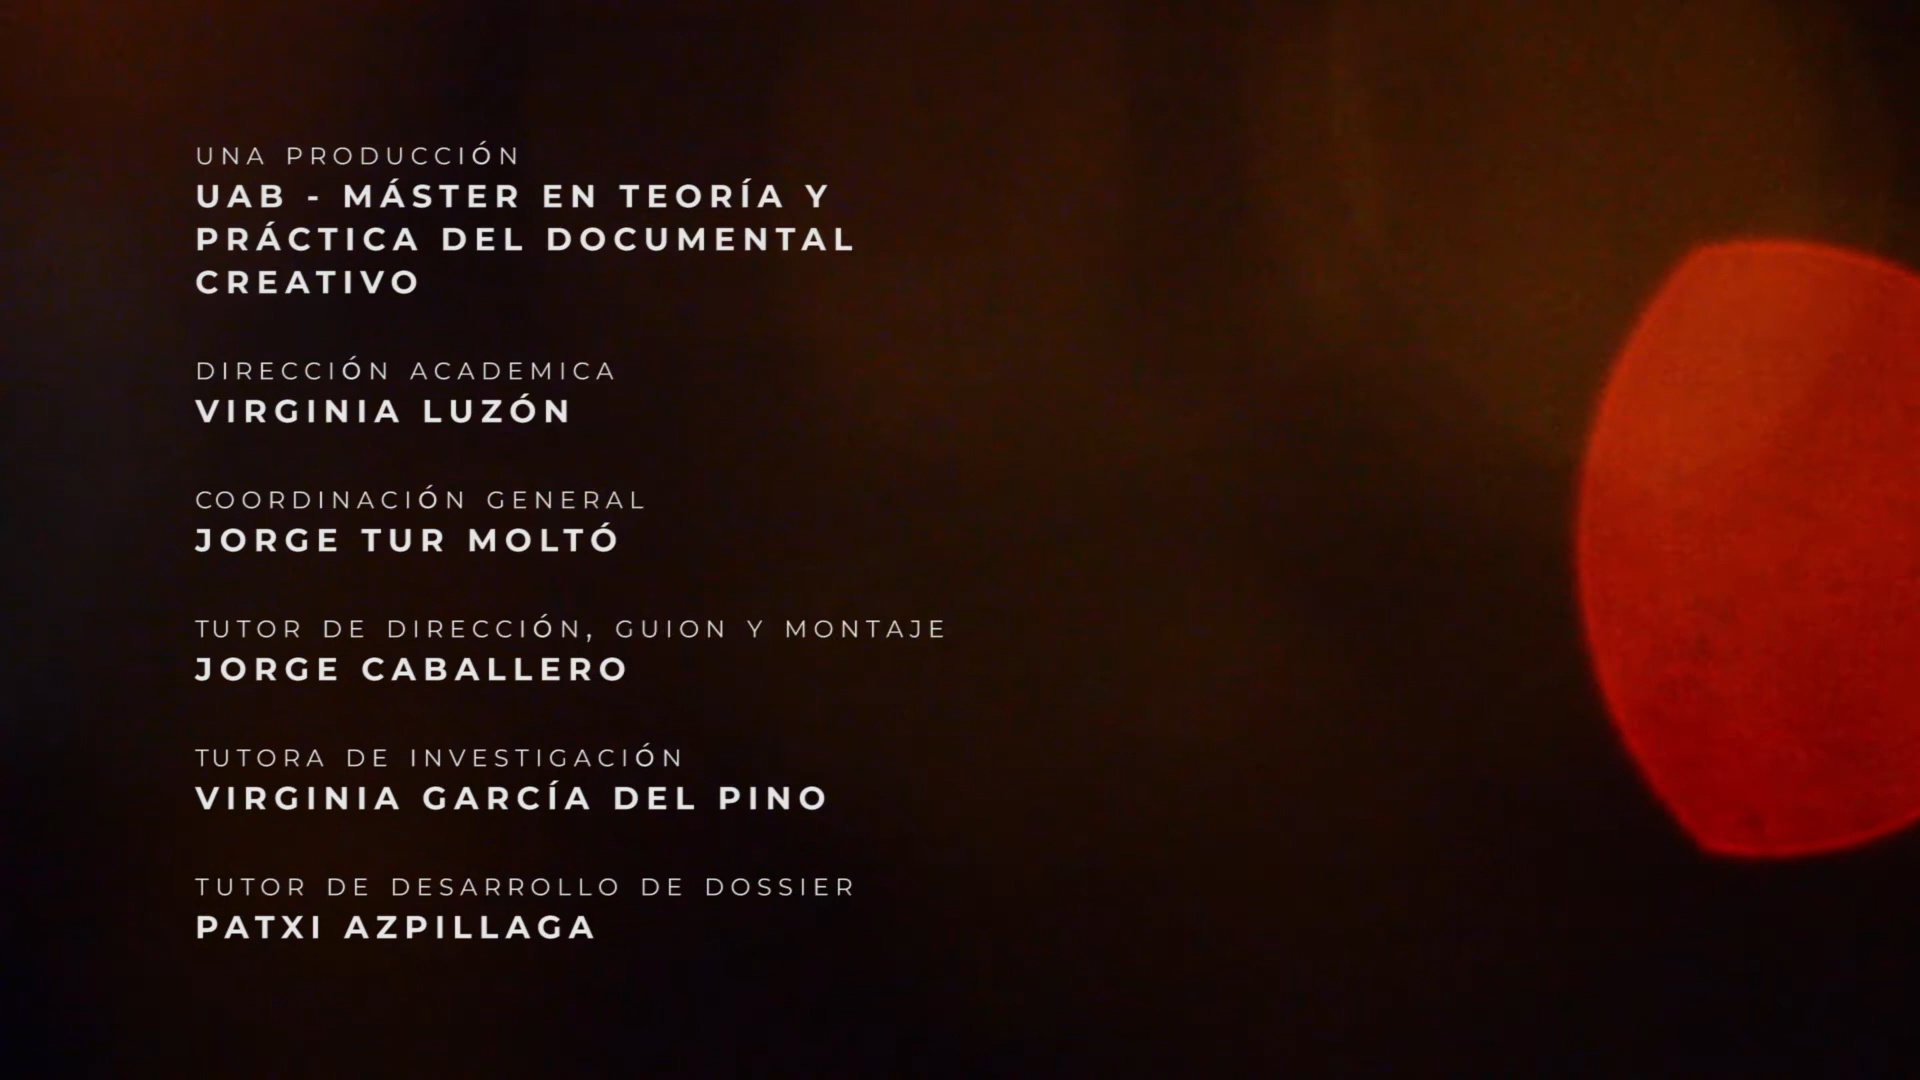 UNA PRODUCCIÓN
UAB - MÁSTER EN TEORÍA Y
PRÁCTICA DEL DOCUMENTAL
CREATIVO
DIRECCIÓN ACADEMICA
VIRGINIA LUZÓN
COORDINACIÓN GENERAL
JORGE TUR MOLTÓ
TUTOR DE DIRECCIÓN, GUION Y MONTAJE
JORGE CABALLERO
TUTORA DE INVESTIGACIÓN
VIRGINIA GARCÍA DEL PINO
TUTOR DE DESARROLLO DE DOSSIER
PATXI AZPILLAGA